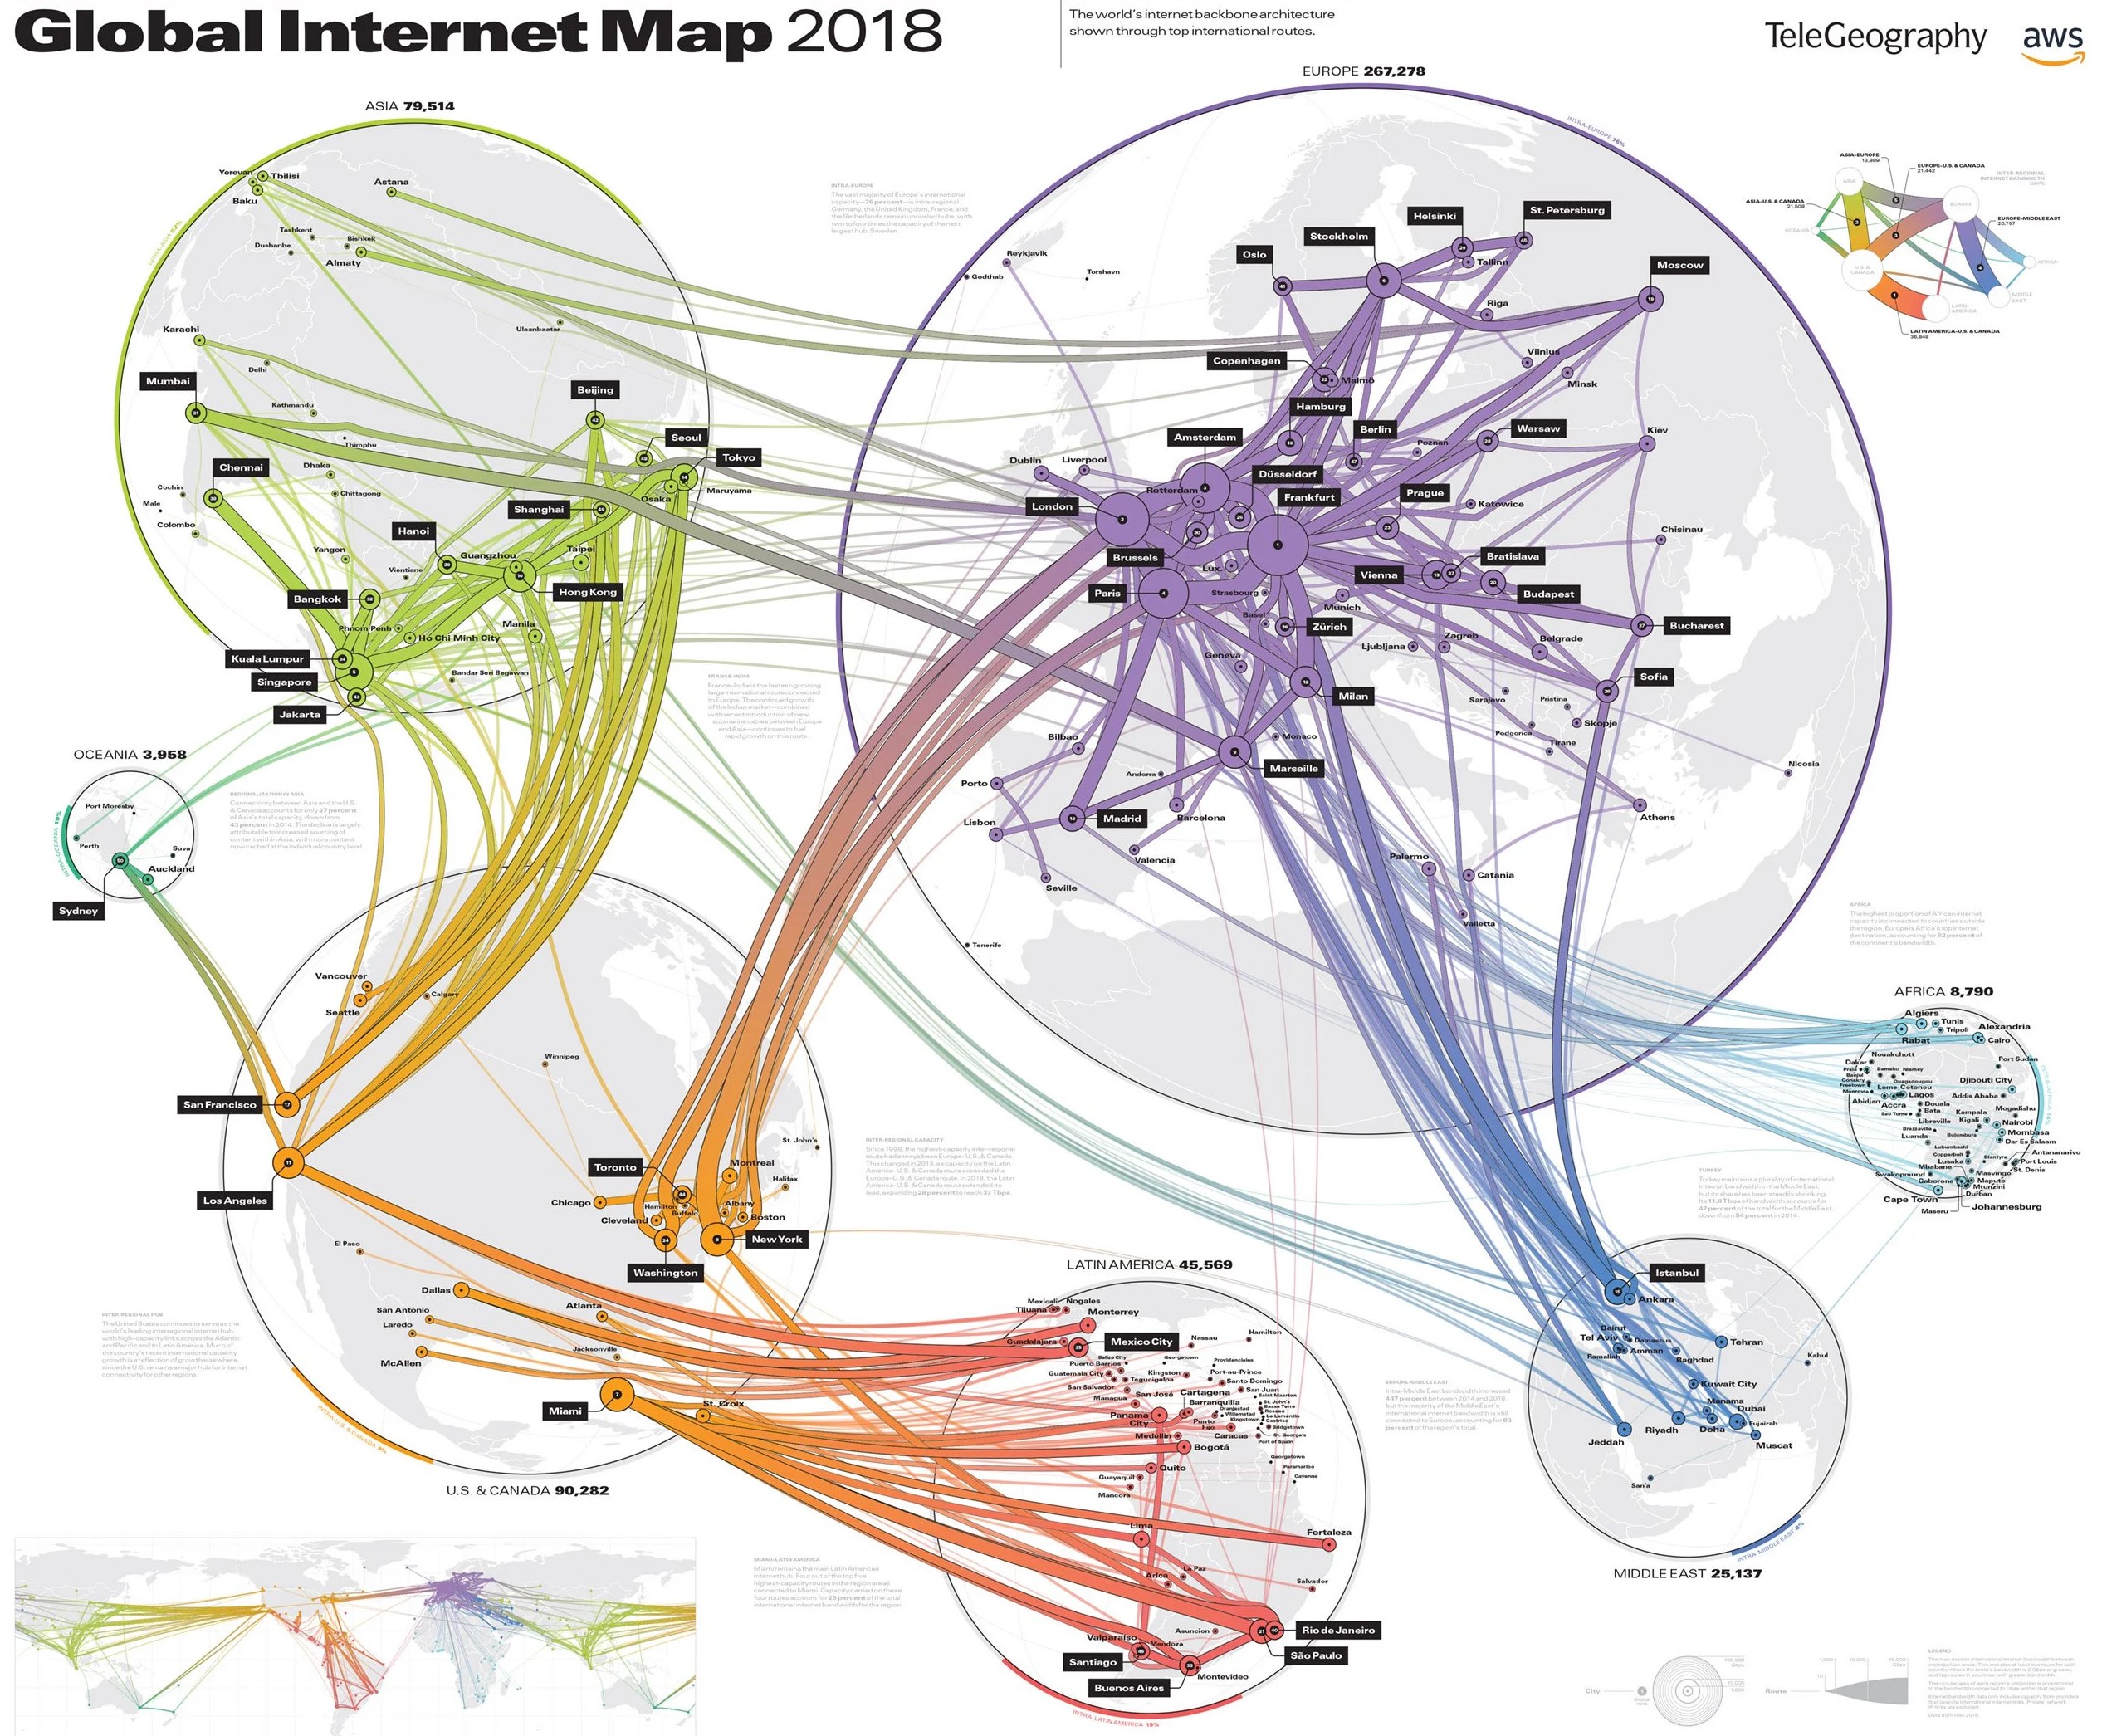 Global Internet Map 2018
The world's internet backbone architecture
shown through top international routes.
TeleGeography
aws
EUROPE 267,278
INTRA-EUROPE 76%
ASIA 79,514
Yerevan
Tbilisi
Baku
Astana
Tashkent
Bishkek
Dushanbe
Almaty
Ulaanbaatar
Karachi
Delhi
Mumbai
Kathmandu
Beijing
Thimphu
Seoul
Tokyo
Osaka
Maruyama
Chennai
Dhaka
Chittagong
Cochin
Male
Colombo
Shanghai
Hanoi
Guangzhou
Taipei
Yangon
Vientiane
Hong Kong
Bangkok
Manila
Phnom Penh
Ho Chi Minh City
Kuala Lumpur
Singapore
Bandar Seri Begawan
Jakarta
INTRA-EUROPE
The vast majority of Europe's international
capacity—76 percent—is intra-regional.
Germany, the United Kingdom, France, and
the Netherlands remain unrivaled hubs, with
two to four times the capacity of the next
largest hub, Sweden.
ASIA-EUROPE
EUROPE-U.S. & CANADA
21,442
INTER-REGIONAL
INTERNET BANDWIDTH
ASIA
ASIA-U.S. & CANADA
21,508
EUROPE
EUROPE-MIDDLE EAST
20,757
OCEANIA
AFRICA
U.S. &
CANADA
MIDDLE
EAST
LATIN
AMERICA
LATIN AMERICA-U.S. & CANADA
Reykjavik
Godthab
Torshavn
Oslo
Stockholm
Helsinki
St. Petersburg
Tallinn
Moscow
Riga
Copenhagen
Malmö
Vilnius
Minsk
Hamburg
Amsterdam
Berlin
Poznan
Warsaw
Kiev
Dublin
Liverpool
Düsseldorf
Rotterdam
London
Frankfurt
Prague
Katowice
Chisinau
Brussels
Lux.
Vienna
Bratislava
Paris
Strasbourg
Budapest
Munich
Basel
Zürich
Bucharest
Geneva
Ljubljana
Zagreb
Belgrade
Milan
Sofia
Sarajevo
Pristina
Skopje
Podgorica
Tirane
Bilbao
Monaco
Andorra
Marseille
Porto
Nicosia
Madrid
Barcelona
Lisbon
Athens
Valencia
Palermo
Catania
Seville
Valletta
Tenerife
FRANCE-INDIA
France-India is the fastest-growing
large international route connected
to Europe. The continued growth
of the Indian market—combined
with recent introduction of new
submarine cables between Europe
and Asia—continues to fuel
rapid growth on this route.
OCEANIA 3,958
Port Moresby
Perth
Suva
Auckland
Sydney
REGIONALIZATION IN ASIA
Connectivity between Asia and the U.S.
& Canada accounts for only 27 percent
of Asia's total capacity, down from
43 percent in 2014. The decline is largely
attributable to increased sourcing of
content within Asia, with more content
now cached at the individual country level.
Vancouver
Calgary
Seattle
Winnipeg
San Francisco
St. John's
Toronto
Montreal
Halifax
Los Angeles
Chicago
Hamilton
Albany
Buffalo
Cleveland
Boston
New York
Washington
El Paso
Dallas
San Antonio
Atlanta
Laredo
McAllen
Jacksonville
Miami
St. Croix
U.S. & CANADA 90,282
INTRA-U.S. & CANADA
INTER-REGIONAL HUB
The United States continues to serve as the
world's leading interregional internet hub,
with high-capacity links across the Atlantic
and Pacific and to Latin America. Much of
the country's recent international capacity
growth is a reflection of growth elsewhere,
since the U.S. remains a major hub for internet
connectivity for other regions.
INTER-REGIONAL CAPACITY
Since 1999, the highest-capacity inter-regional
route had always been Europe-U.S. & Canada.
This changed in 2013, as capacity on the Latin
America-U.S. & Canada route exceeded the
Europe-U.S. & Canada route. In 2018, the Latin
America-U.S. & Canada route extended its
lead, expanding 28 percent to reach 37 Tbps.
AFRICA
The highest proportion of African internet
capacity is connected to countries outside
the region. Europe is Africa's top internet
destination, accounting for 82 percent of
the continent's bandwidth.
AFRICA 8,790
Algiers
Tunis
Tripoli
Alexandria
Rabat
Cairo
Nouakchott
Port Sudan
Dakar
Bamako
Niamey
Ouagadougou
Djibouti City
Lome
Cotonou
Lagos
Addis Ababa
Abidjan
Accra
Douala
Bata
Mogadishu
Kampala
Libreville
Kigali
Nairobi
Brazzaville
Bujumbura
Mombasa
Luanda
Dar Es Salaam
Lubumbashi
Antananarivo
Lusaka
Blantyre
Port Louis
St. Denis
Mbabane
Swakopmund
Masvingo
Gaborone
Maputo
Mtunzini
Durban
Cape Town
Maseru
Johannesburg
TURKEY
Turkey maintains a plurality of international
internet bandwidth in the Middle East,
but its share has been steadily shrinking.
Its 11.8 Tbps of bandwidth accounts for
47 percent of the total for the Middle East,
down from 54 percent in 2014.
LATIN AMERICA 45,569
Mexicali
Nogales
Tijuana
Monterrey
Guadalajara
Mexico City
Nassau
Hamilton
Belize City
Georgetown
Providenciales
Puerto Barrios
Guatemala City
Kingston
Port-au-Prince
Tegucigalpa
Santo Domingo
San Salvador
San José
Cartagena
San Juan
Managua
Barranquilla
Panama
City
Punto
Fijo
Medellin
Caracas
Port of Spain
Bogotá
Georgetown
Paramaribo
Quito
Cayenne
Guayaquil
Mancora
Lima
Fortaleza
La Paz
Arica
Salvador
Asuncion
Rio de Janeiro
Valparaiso
Mendoza
São Paulo
Santiago
Montevideo
Buenos Aires
INTRA-LATIN AMERICA 19%
MIAMI-LATIN AMERICA
Miami remains the main Latin American
internet hub. Four out of the top five
highest-capacity routes in the region are all
connected to Miami. Capacity carried on these
four routes account for 25 percent of the total
international internet bandwidth for the region.
EUROPE-MIDDLE EAST
Intra-Middle East bandwidth increased
447 percent between 2014 and 2018,
but the majority of the Middle East's
international internet bandwidth is still
connected to Europe, accounting for 83
percent of the region's total.
Istanbul
Ankara
Beirut
Tel Aviv
Damascus
Ramallah
Amman
Baghdad
Tehran
Kabul
Kuwait City
Manama
Dubai
Fujairah
Riyadh
Doha
Muscat
Jeddah
San'a
INTRA-MIDDLE EAST 8%
MIDDLE EAST 25,137
City
Route
LEGEND